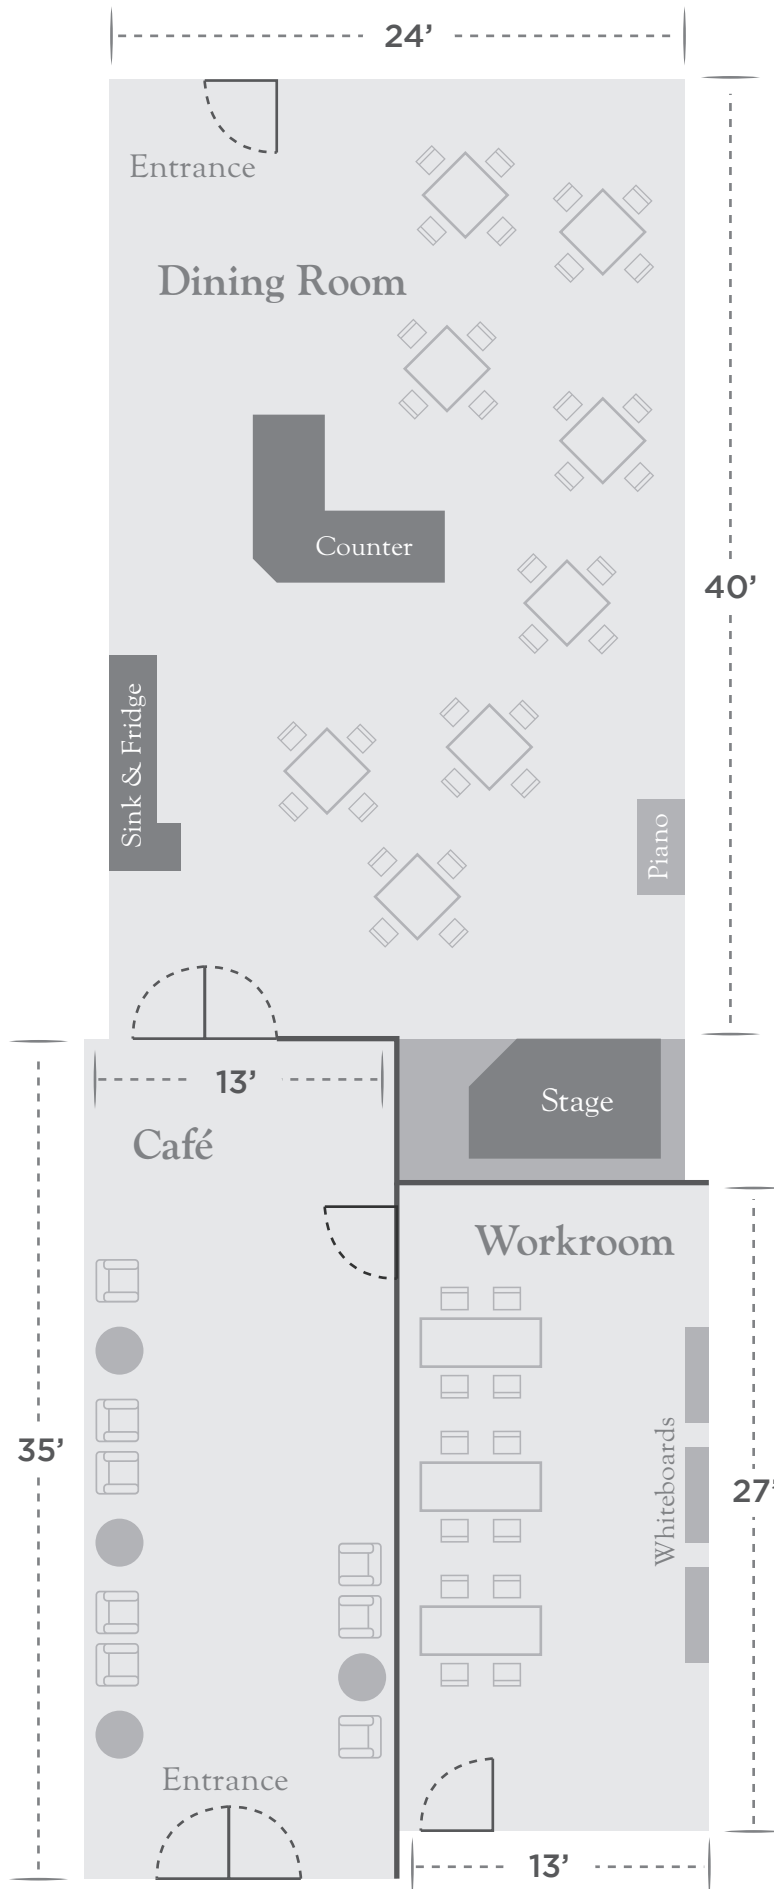 24’
Entrance
Dining Room
Counter
40’
Sink & Fridge
Piano
13’
Stage
Café
Workroom
35’
Whiteboards
27’
Entrance
13’